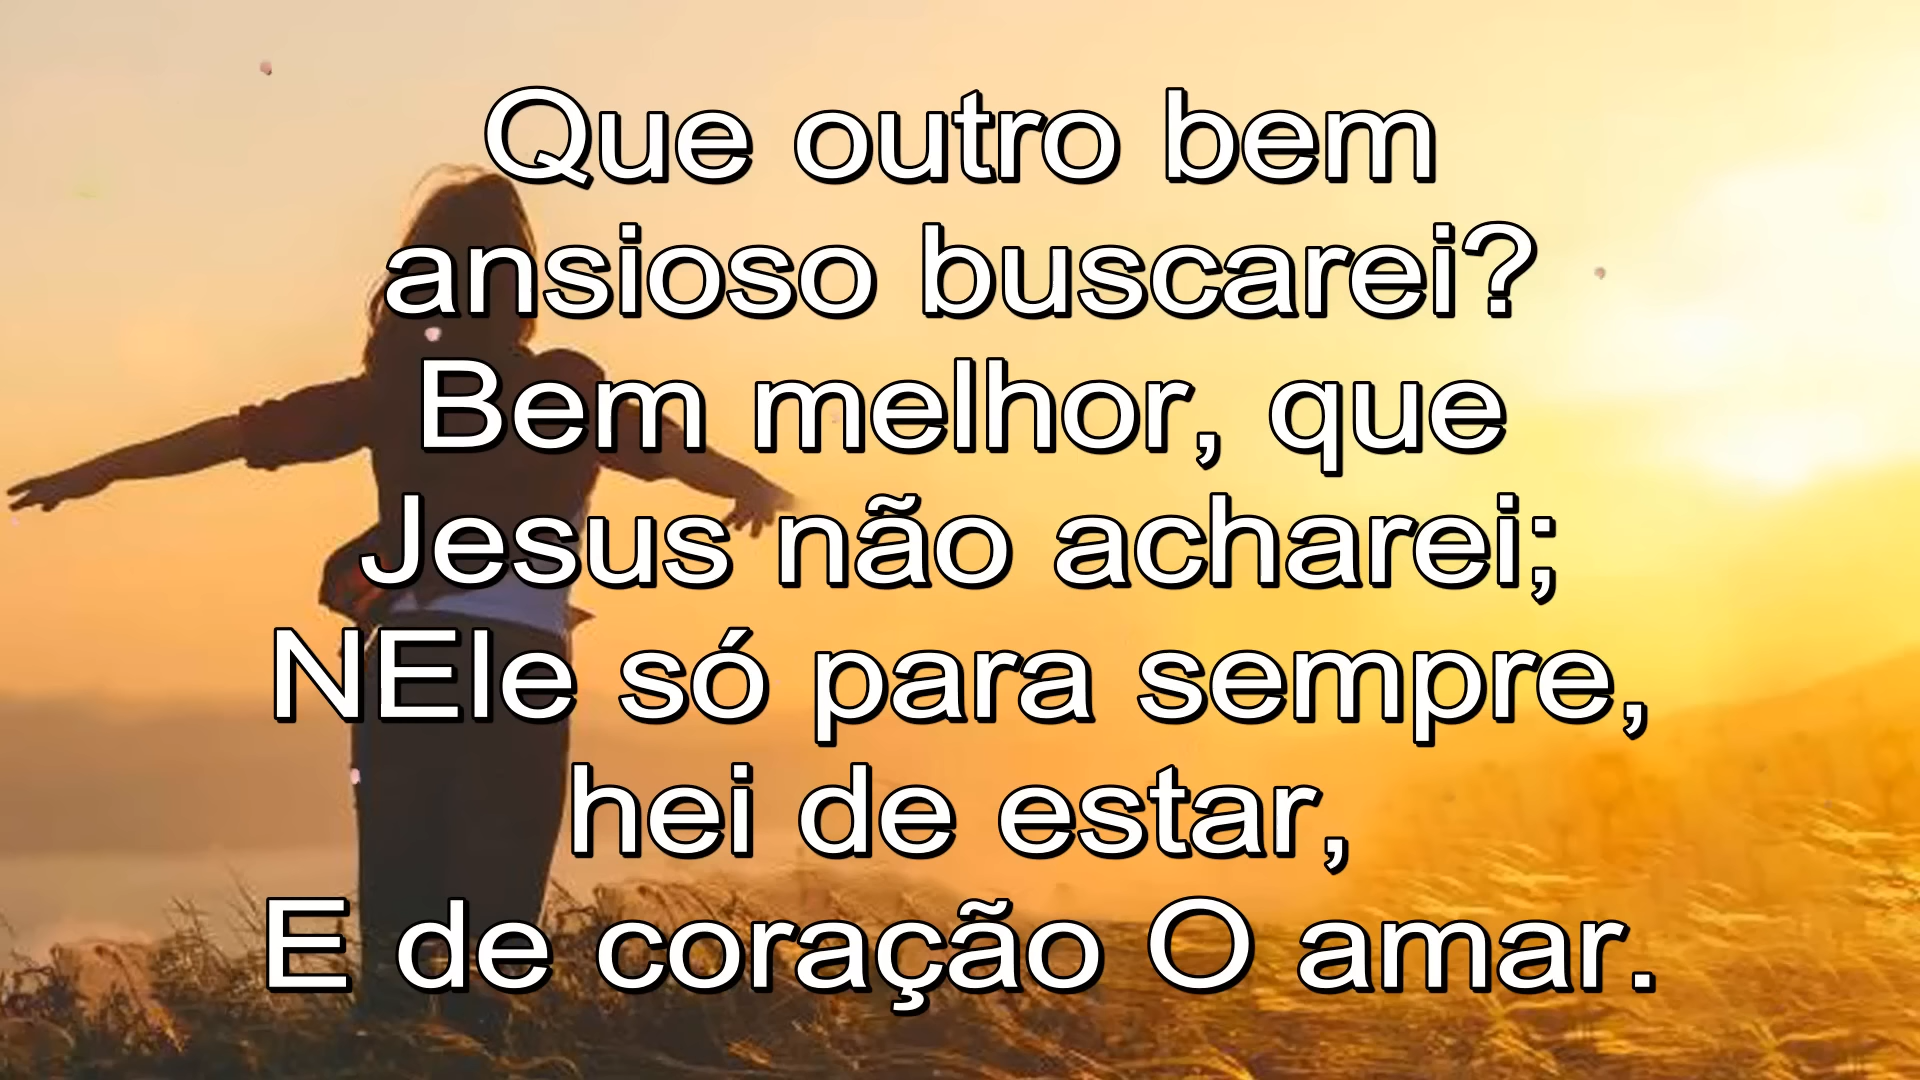 Que outro bem
ansioso buscarei?
Bem melhor, que
Jesus não acharei;
NEle só para sempre,
hei de estar,
E de coração O amar.